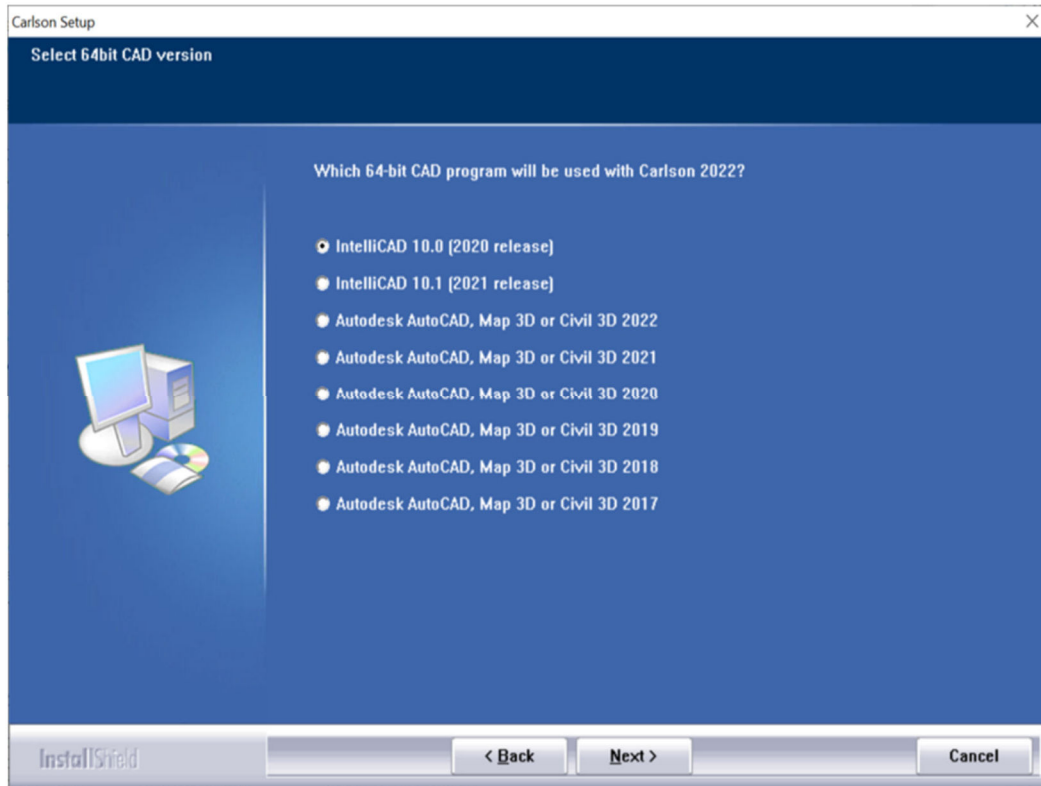 Carlson Setup
Select 64bit CAD version
Which 64-bit CAD program will be used with Carlson 2022?
IntelliCAD 10.0 (2020 release)
IntelliCAD 10.1 (2021 release)
Autodesk AutoCAD, Map 3D or Civil 3D 2022
Autodesk AutoCAD, Map 3D or Civil 3D 2021
Autodesk AutoCAD, Map 3D or Civil 3D 2020
Autodesk AutoCAD, Map 3D or Civil 3D 2019
Autodesk AutoCAD, Map 3D or Civil 3D 2018
Autodesk AutoCAD, Map 3D or Civil 3D 2017
InstallShield
< Back
Next >
Cancel